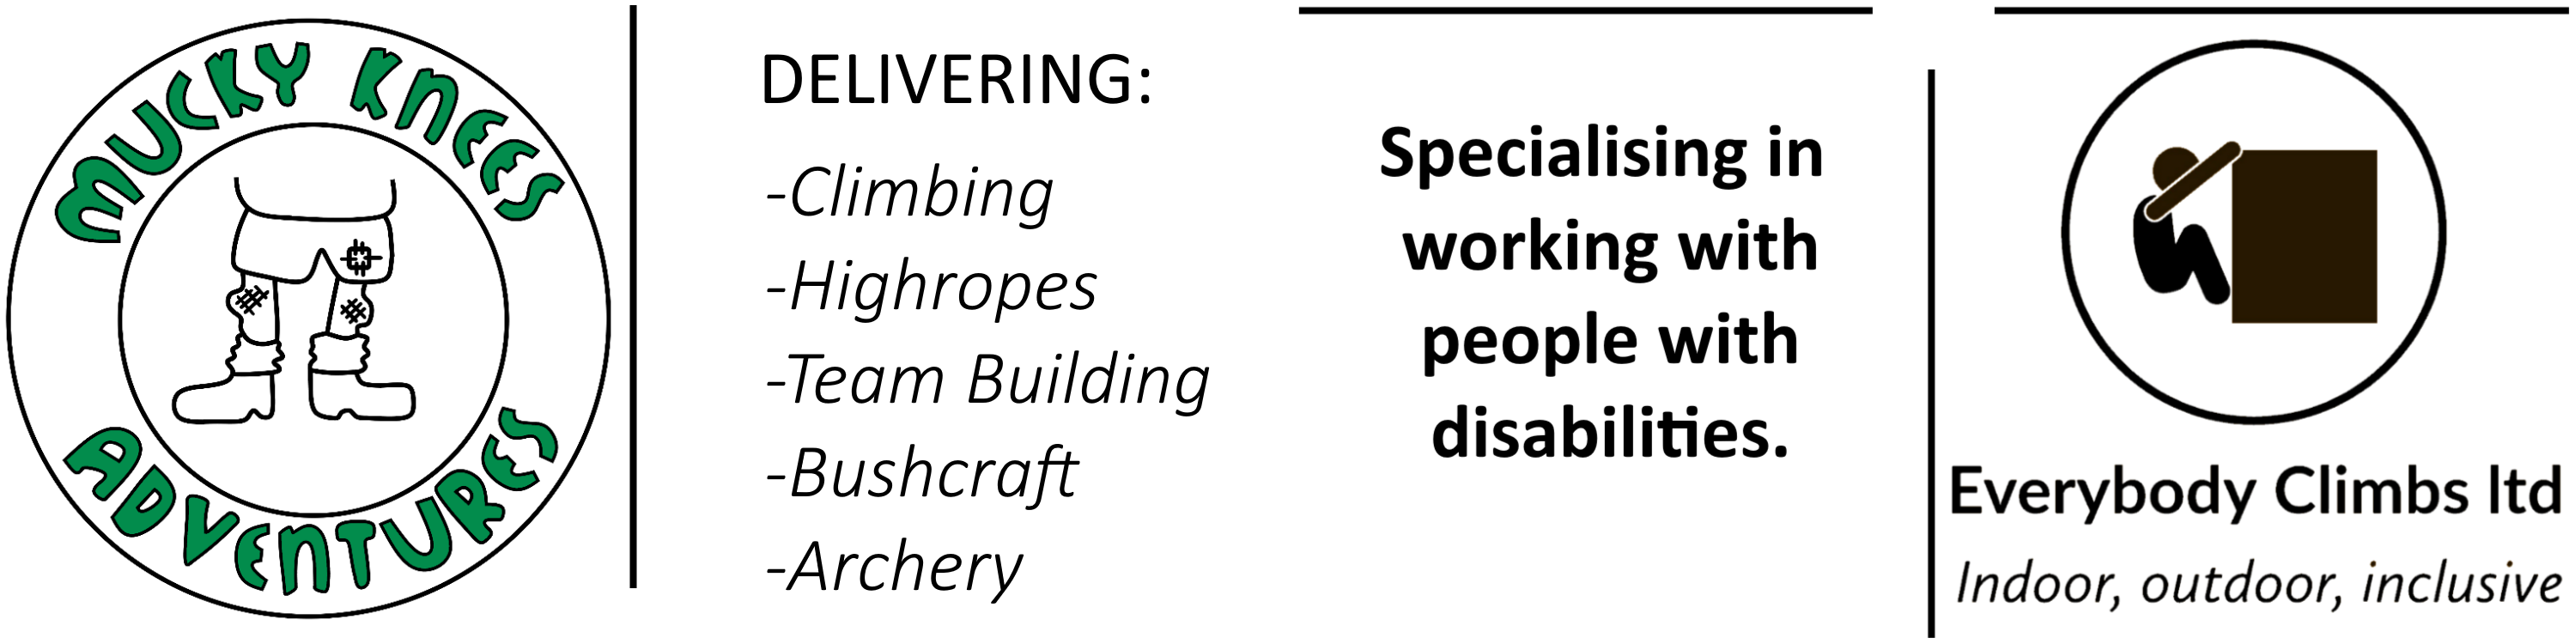 MUCKY KNEES
ADVENTURES
DELIVERING:
-Climbing
-Highropes
-Team Building
-Bushcraft
-Archery
Specialising in
working with
people with
disabilities.
Everybody Climbs ltd
Indoor, outdoor, inclusive